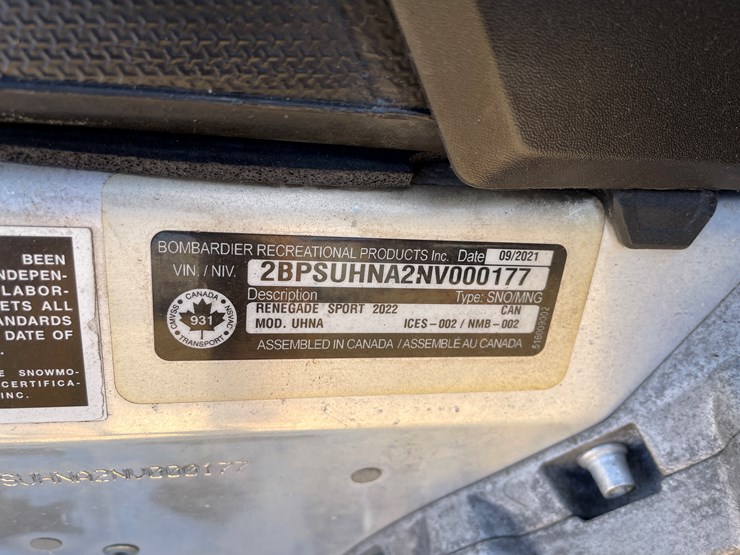 BOMBARDIER RECREATIONAL PRODUCTS Inc. Date 09/2021
VIN. / NIV. 2BPSUHNA2NV000177
Description Type: SNO/MNG
RENEGADE SPORT 2022 CAN
MOD. UHNA ICES-002 / NMB-002
ASSEMBLED IN CANADA / ASSEMBLÉ AU CANADA
CANADA
CMVSS 931 NSVAC
TRANSPORT
BEEN
NDEPEN-
LABOR-
ETS ALL
ANDARDS
DATE OF
.
E SNOWMO-
CERTIFICA-
INC.
SUHNA2NV000177